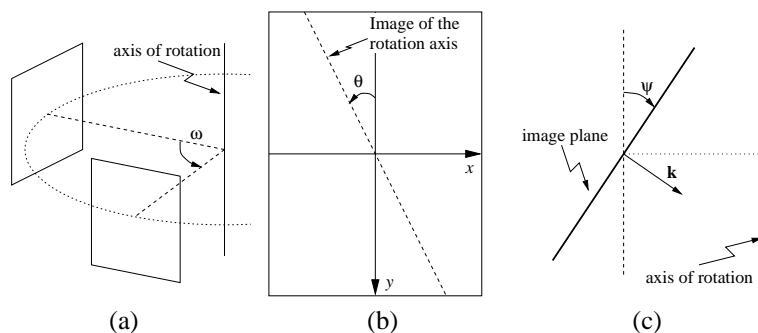 axis of rotation
ω
(a)
Image of the
rotation axis
θ
x
y
(b)
ψ
image plane
k
axis of rotation
(c)